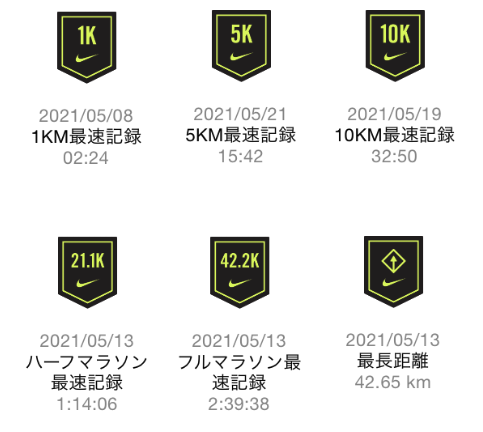 1K
5K
10K
2021/05/08
2021/05/21
2021/05/19
1KM最速記録
5KM最速記録
10KM最速記録
02:24
15:42
32:50
21.1K
42.2K
2021/05/13
2021/05/13
2021/05/13
ハーフマラソン
最速記録
フルマラソン最
速記録
最長距離
1:14:06
2:39:38
42.65 km